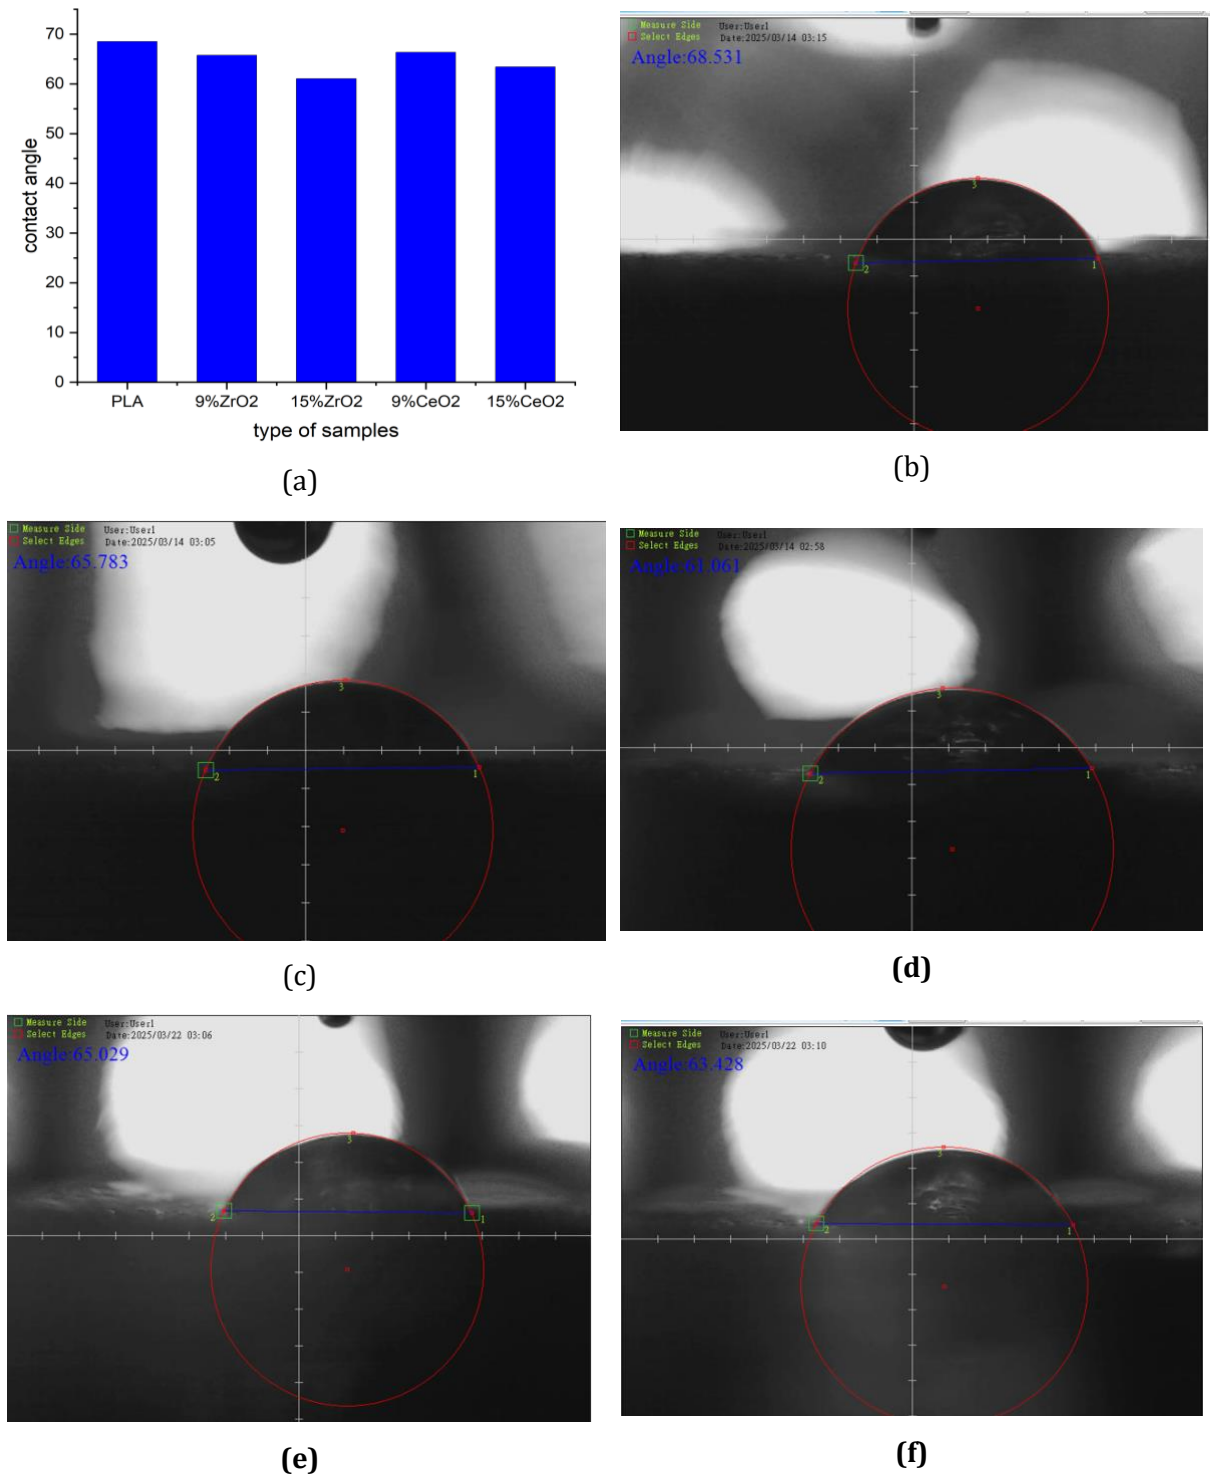 70
60
50
40
30
20
10
0
contact angle
PLA 9%ZrO2 15%ZrO2 9%CeO2 15%CeO2
type of samples
(a)
Measure Side User:User1
Select Edges Date:2025/03/14 03:15
Angle:68.531
3
2
1
(b)
Measure Side User:User1
Select Edges Date:2025/03/14 03:05
Angle:65.783
3
2
1
(c)
Measure Side User:User1
Select Edges Date:2025/03/14 02:58
Angle:61.061
3
2
1
(d)
Measure Side User:User1
Select Edges Date:2025/03/22 03:06
Angle:65.029
3
2
1
(e)
Measure Side User:User1
Select Edges Date:2025/03/22 03:10
Angle:63.428
3
2
1
(f)